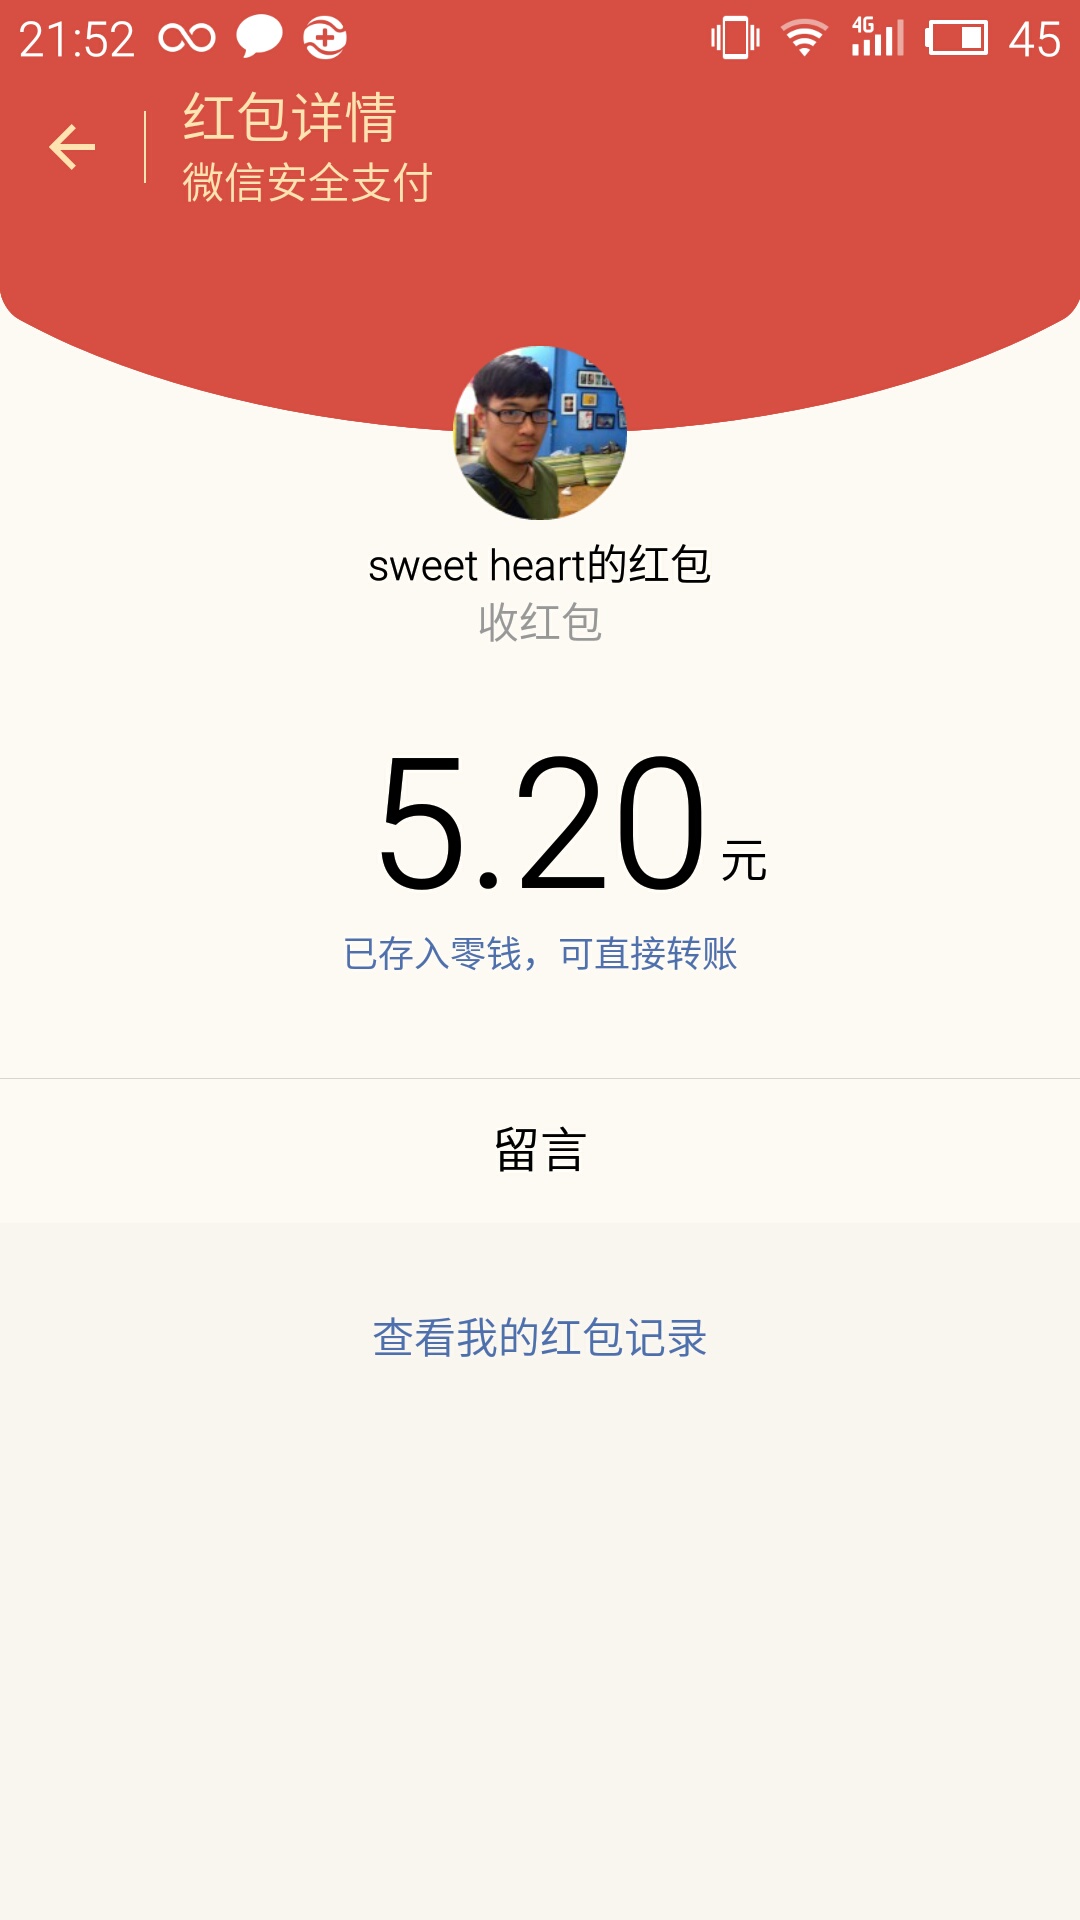 21:52 4G 45
红包详情
微信安全支付
sweet heart的红包
收红包
5.20 元
已存入零钱，可直接转账
留言
查看我的红包记录